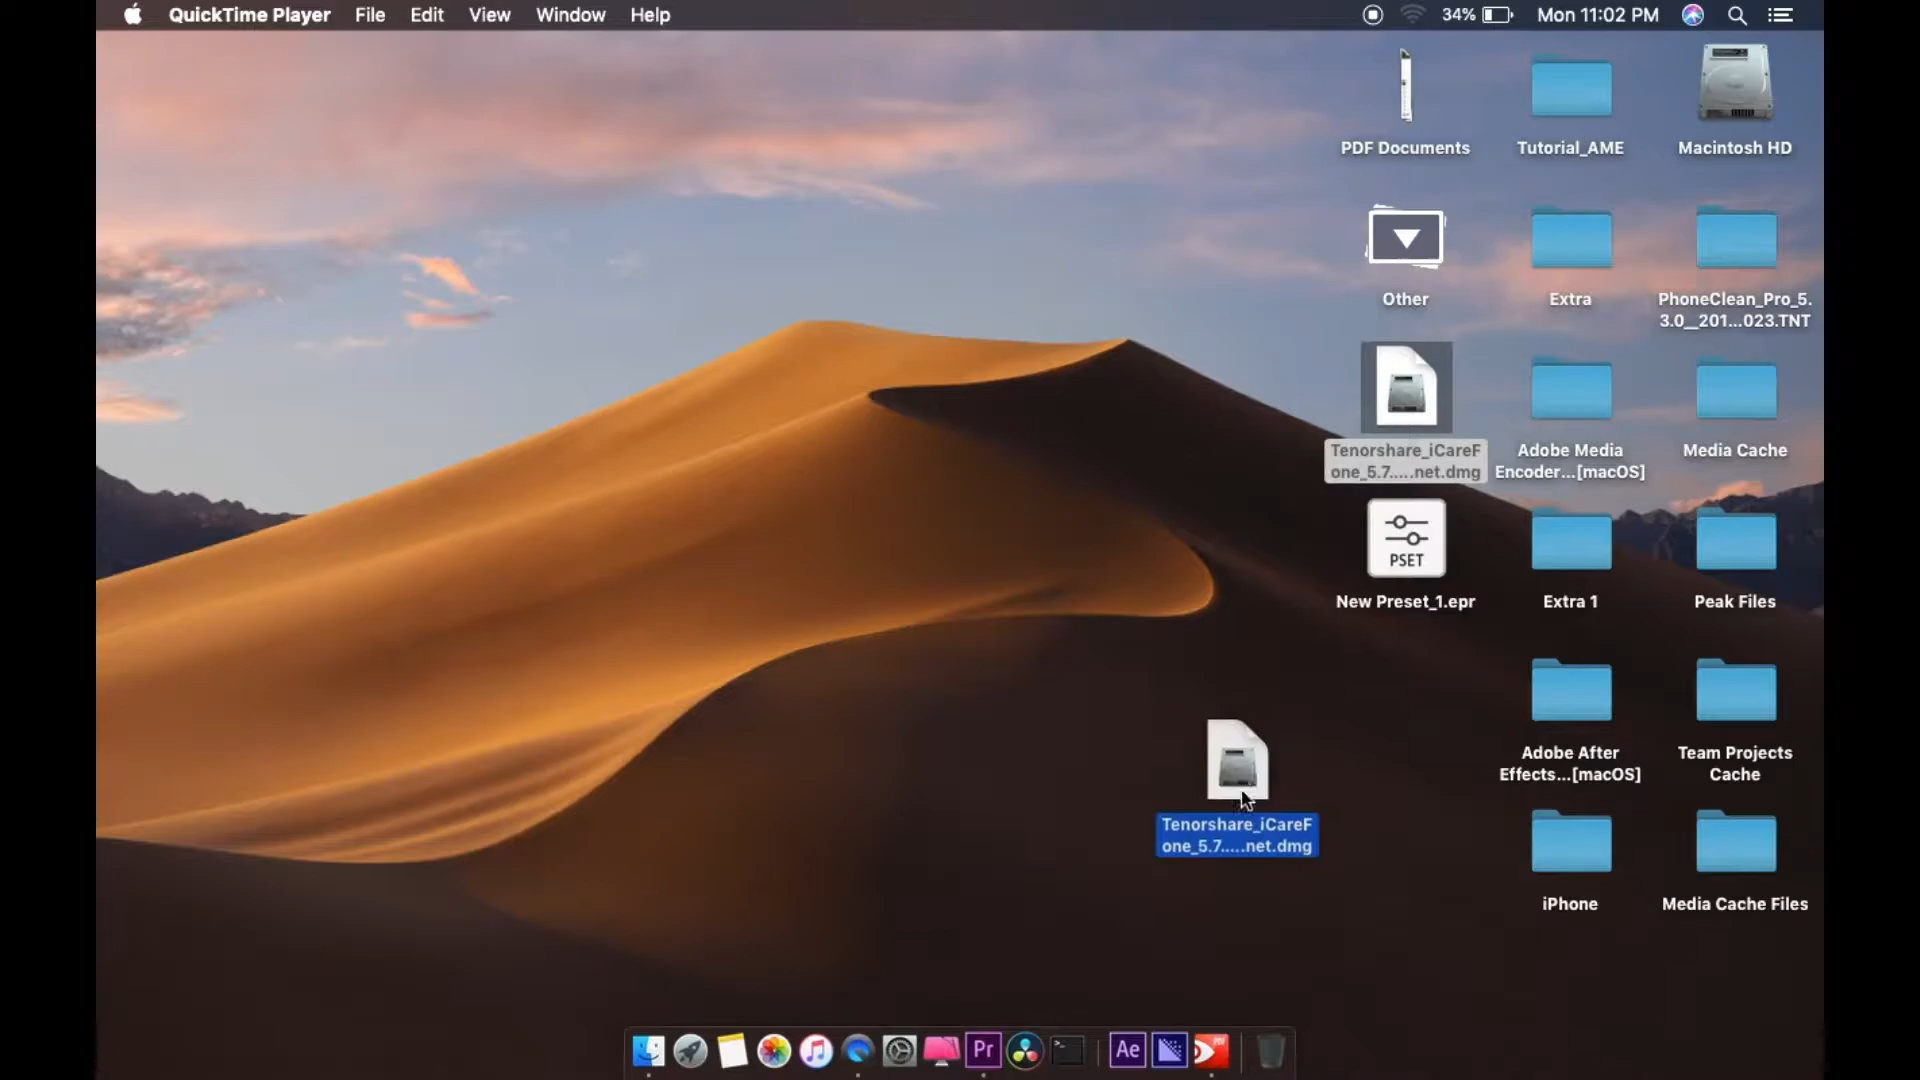 QuickTime Player File Edit View Window Help 34% Mon 11:02 PM
PDF Documents
Tutorial_AME
Macintosh HD
Other
Extra
PhoneClean_Pro_5.
3.0__201...023.TNT
Tenorshare_iCareF
one_5.7.....net.dmg
Adobe Media
Encoder...[macOS]
Media Cache
PSET
New Preset_1.epr
Extra 1
Peak Files
Adobe After
Effects...[macOS]
Team Projects
Cache
Tenorshare_iCareF
one_5.7.....net.dmg
iPhone
Media Cache Files
Pr
Ae